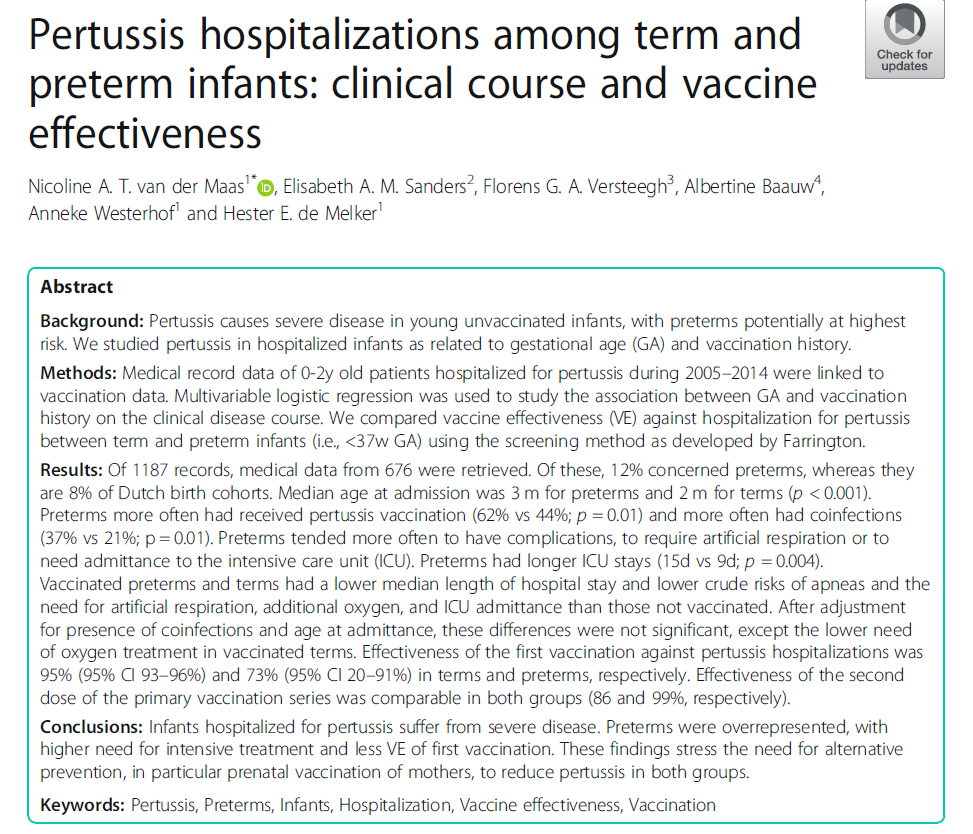 Pertussis hospitalizations among term and
preterm infants: clinical course and vaccine
effectiveness
Check for
updates
Nicoline A. T. van der Maas1* iD, Elisabeth A. M. Sanders2, Florens G. A. Versteegh3, Albertine Baauw4,
Anneke Westerhof1 and Hester E. de Melker1
Abstract
Background: Pertussis causes severe disease in young unvaccinated infants, with preterms potentially at highest
risk. We studied pertussis in hospitalized infants as related to gestational age (GA) and vaccination history.
Methods: Medical record data of 0-2y old patients hospitalized for pertussis during 2005–2014 were linked to
vaccination data. Multivariable logistic regression was used to study the association between GA and vaccination
history on the clinical disease course. We compared vaccine effectiveness (VE) against hospitalization for pertussis
between term and preterm infants (i.e., <37w GA) using the screening method as developed by Farrington.
Results: Of 1187 records, medical data from 676 were retrieved. Of these, 12% concerned preterms, whereas they
are 8% of Dutch birth cohorts. Median age at admission was 3 m for preterms and 2 m for terms (p < 0.001).
Preterms more often had received pertussis vaccination (62% vs 44%; p = 0.01) and more often had coinfections
(37% vs 21%; p = 0.01). Preterms tended more often to have complications, to require artificial respiration or to
need admittance to the intensive care unit (ICU). Preterms had longer ICU stays (15d vs 9d; p = 0.004).
Vaccinated preterms and terms had a lower median length of hospital stay and lower crude risks of apneas and the
need for artificial respiration, additional oxygen, and ICU admittance than those not vaccinated. After adjustment
for presence of coinfections and age at admittance, these differences were not significant, except the lower need
of oxygen treatment in vaccinated terms. Effectiveness of the first vaccination against pertussis hospitalizations was
95% (95% CI 93–96%) and 73% (95% CI 20–91%) in terms and preterms, respectively. Effectiveness of the second
dose of the primary vaccination series was comparable in both groups (86 and 99%, respectively).
Conclusions: Infants hospitalized for pertussis suffer from severe disease. Preterms were overrepresented, with
higher need for intensive treatment and less VE of first vaccination. These findings stress the need for alternative
prevention, in particular prenatal vaccination of mothers, to reduce pertussis in both groups.
Keywords: Pertussis, Preterms, Infants, Hospitalization, Vaccine effectiveness, Vaccination